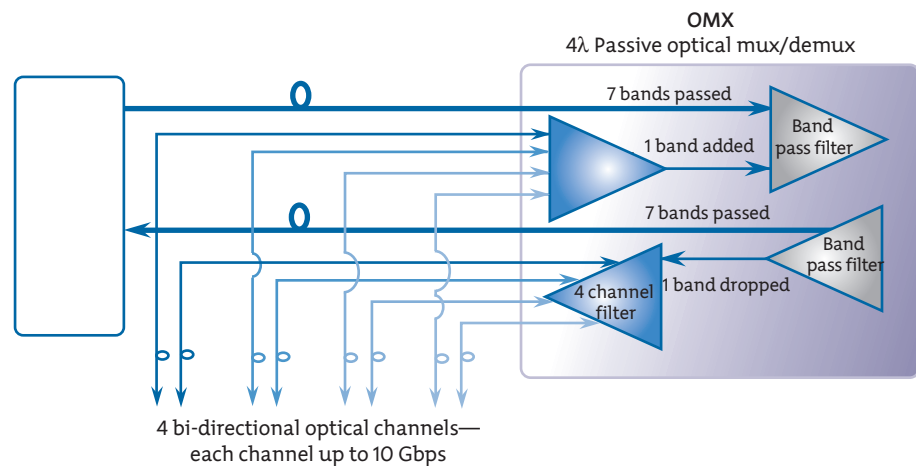 OMX
4λ Passive optical mux/demux
7 bands passed
Band
pass filter
1 band added
7 bands passed
Band
pass filter
1 band dropped
4 channel
filter
4 bi-directional optical channels—
each channel up to 10 Gbps